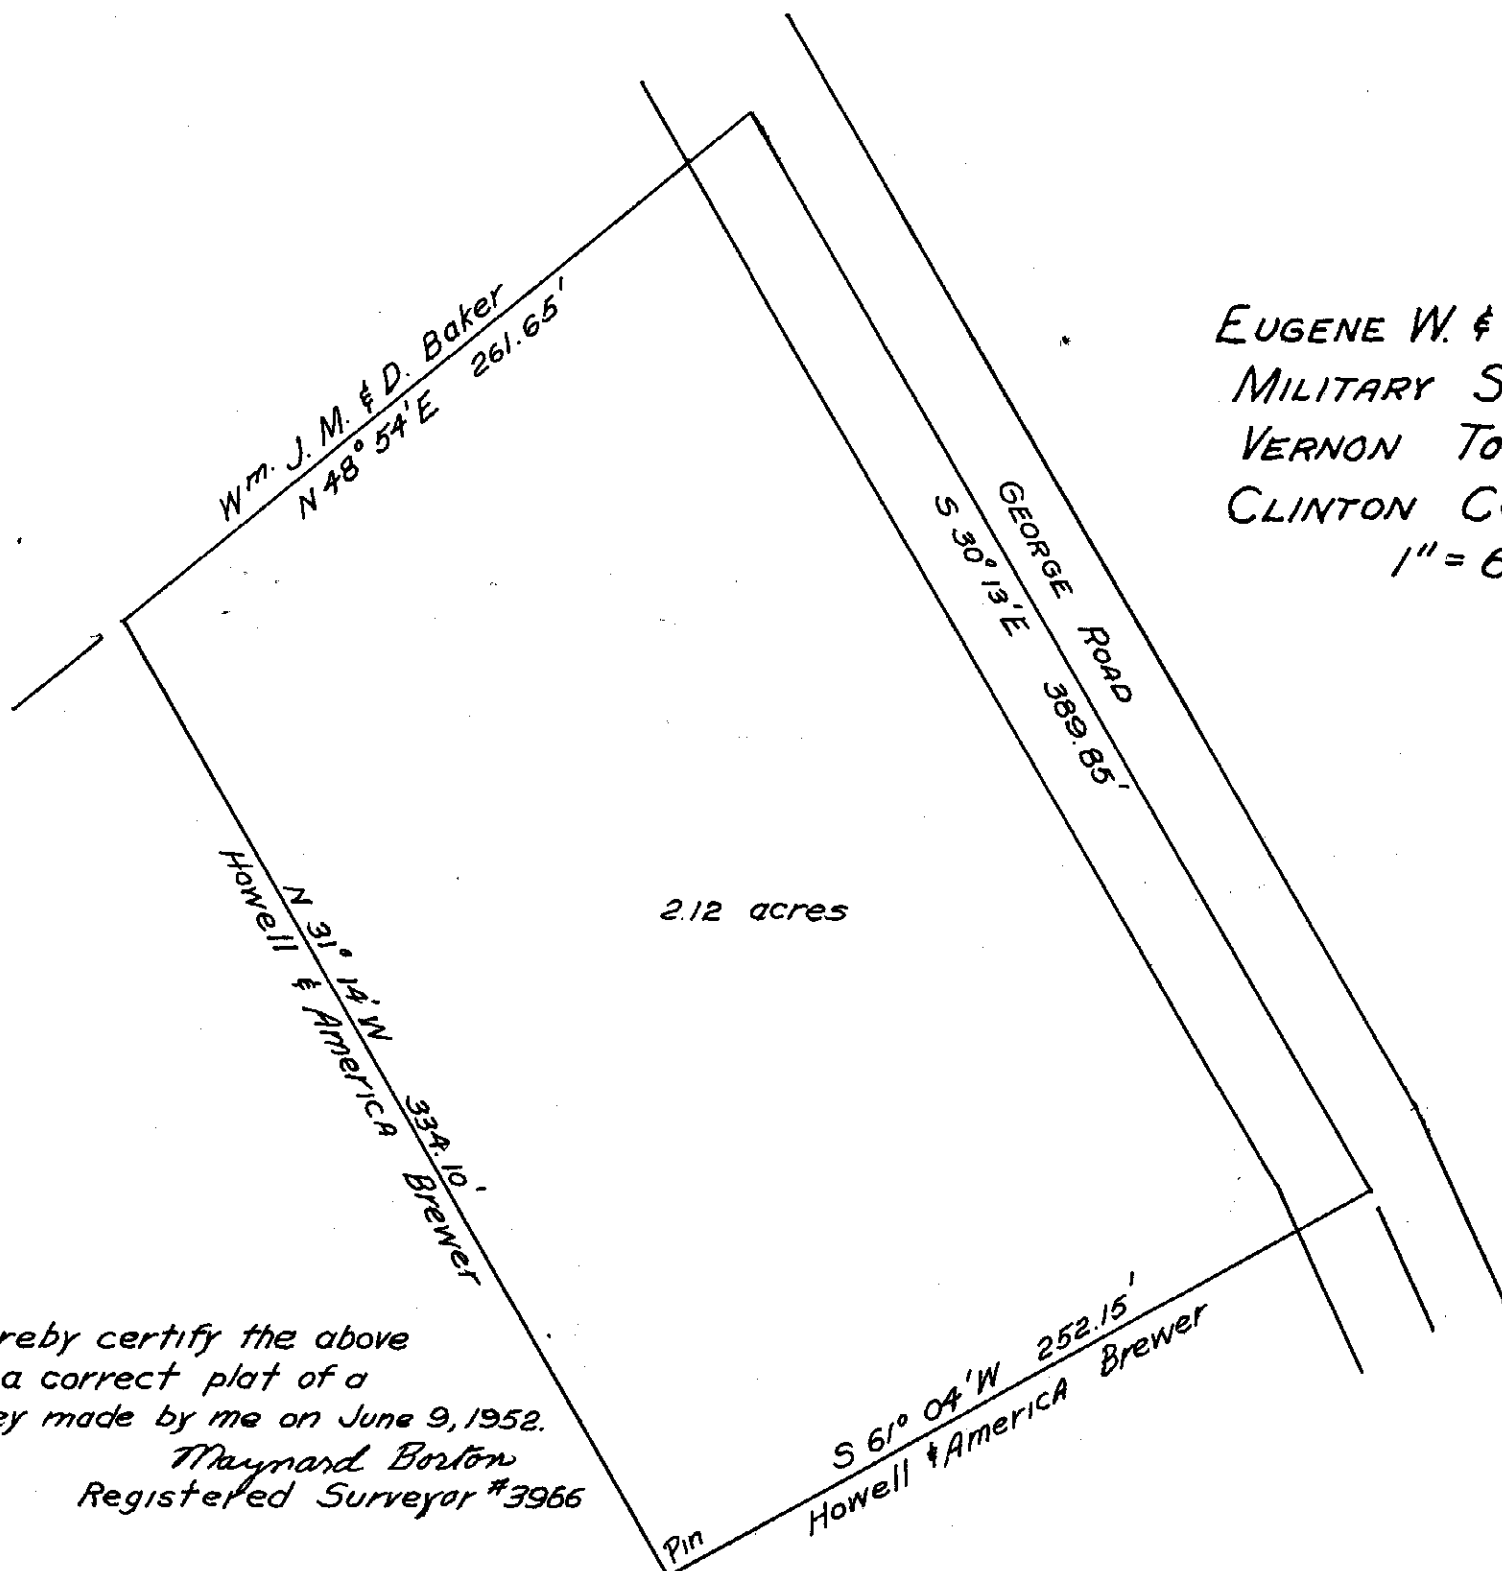 Wm. J. M. & D. Baker
N 48° 54' E 261.65'
EUGENE W. &
MILITARY S
VERNON TO
CLINTON C
1" = 6
GEORGE ROAD
S 30° 13' E 389.85'
2.12 acres
N 31° 14' W 334.10'
Howell & America Brewer
S 61° 04' W 252.15'
Howell & America Brewer
Pin
reby certify the above
a correct plat of a
ey made by me on June 9, 1952.
Maynard Borton
Registered Surveyor #3966